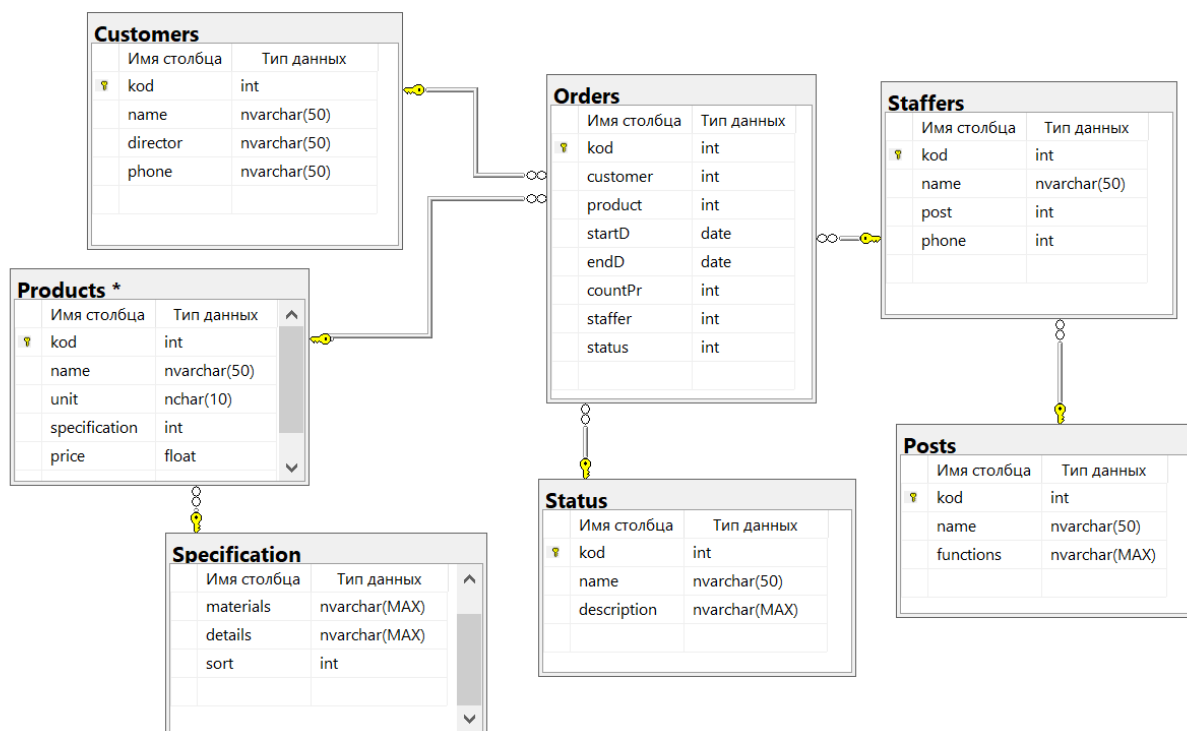 Customers
Имя столбца Тип данных
kod int
name nvarchar(50)
director nvarchar(50)
phone nvarchar(50)
Orders
Имя столбца Тип данных
kod int
customer int
product int
startD date
endD date
countPr int
staffer int
status int
Staffers
Имя столбца Тип данных
kod int
name nvarchar(50)
post int
phone int
Products *
Имя столбца Тип данных
kod int
name nvarchar(50)
unit nchar(10)
specification int
price float
Posts
Имя столбца Тип данных
kod int
name nvarchar(50)
functions nvarchar(MAX)
Status
Имя столбца Тип данных
kod int
name nvarchar(50)
description nvarchar(MAX)
Specification
Имя столбца Тип данных
materials nvarchar(MAX)
details nvarchar(MAX)
sort int